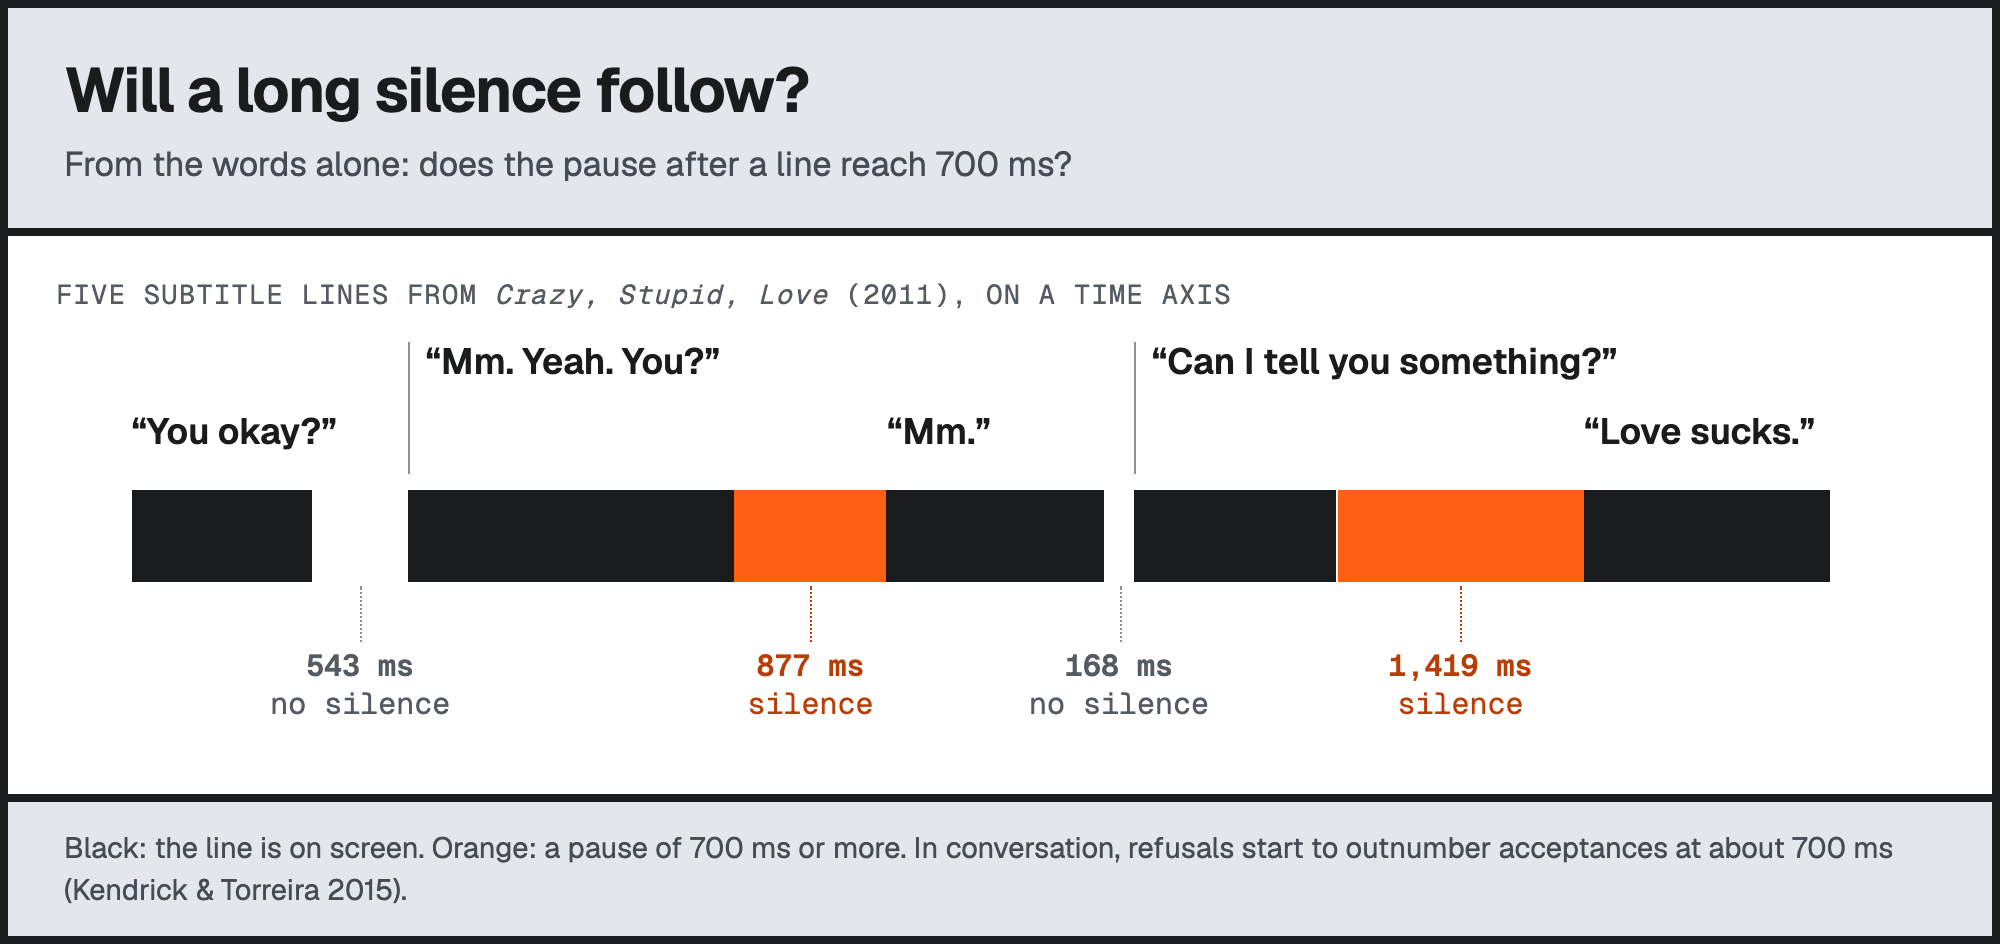 Will a long silence follow?
From the words alone: does the pause after a line reach 700 ms?
FIVE SUBTITLE LINES FROM Crazy, Stupid, Love (2011), ON A TIME AXIS
“Mm. Yeah. You?”
“Can I tell you something?”
“You okay?”
“Mm.”
“Love sucks.”
543 ms
no silence
877 ms
silence
168 ms
no silence
1,419 ms
silence
Black: the line is on screen. Orange: a pause of 700 ms or more. In conversation, refusals start to outnumber acceptances at about 700 ms
(Kendrick & Torreira 2015).